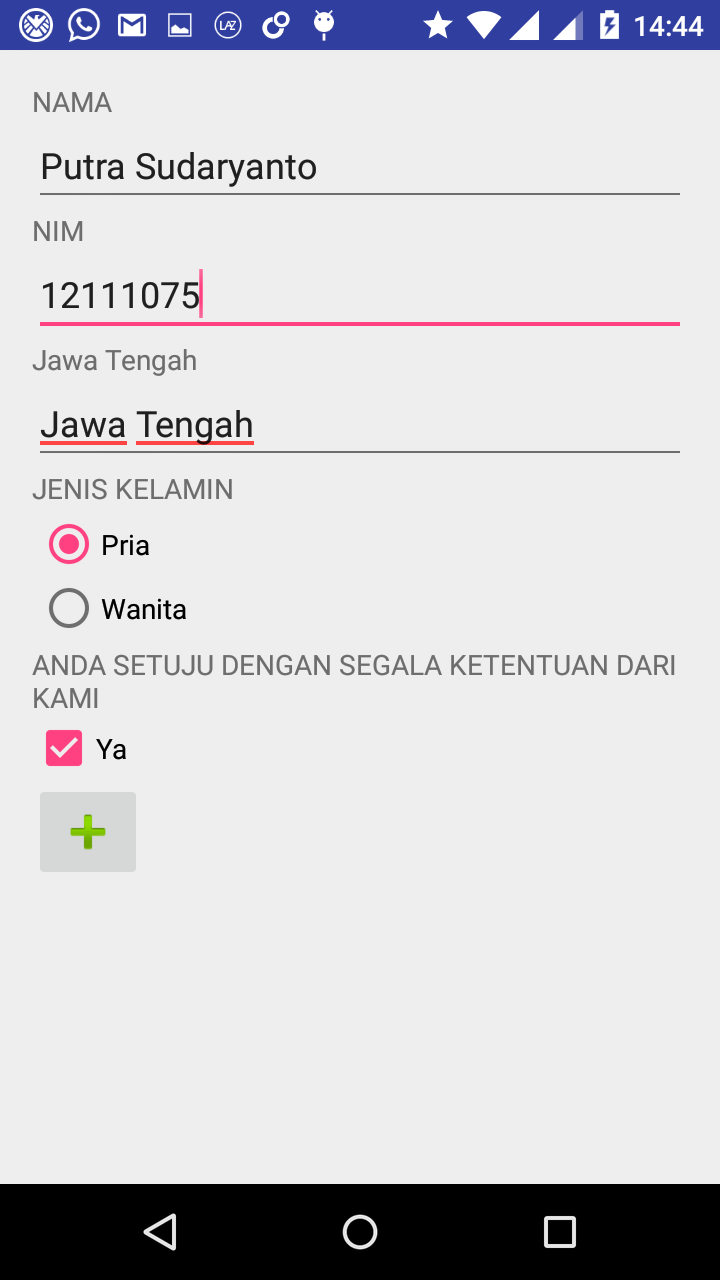 LAZ
14:44
NAMA
Putra Sudaryanto
NIM
12111075
Jawa Tengah
Jawa Tengah
JENIS KELAMIN
Pria
Wanita
ANDA SETUJU DENGAN SEGALA KETENTUAN DARI
KAMI
Ya